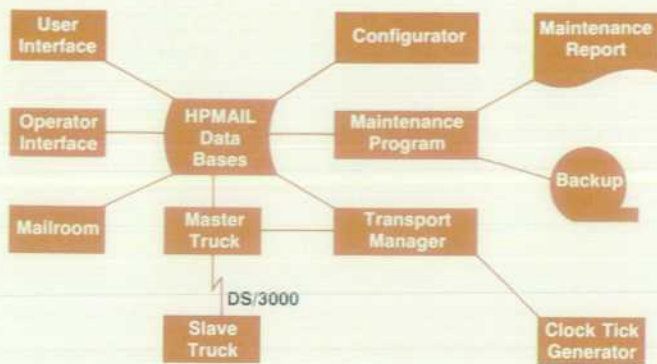 User
Interface
Configurator
Maintenance
Report
Operator
Interface
HPMAIL
Data
Bases
Maintenance
Program
Backup
Mailroom
Master
Truck
Transport
Manager
DS/3000
Slave
Truck
Clock Tick
Generator